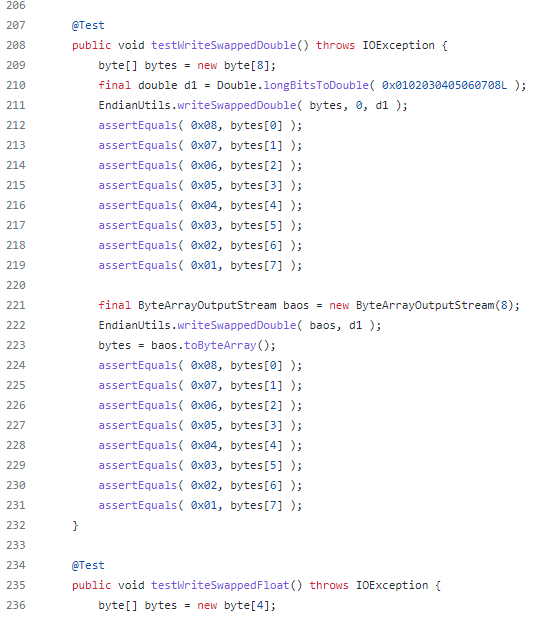 206
207 @Test
208 public void testWriteSwappedDouble() throws IOException {
209 byte[] bytes = new byte[8];
210 final double d1 = Double.longBitsToDouble( 0x0102030405060708L );
211 EndianUtils.writeSwappedDouble( bytes, 0, d1 );
212 assertEquals( 0x08, bytes[0] );
213 assertEquals( 0x07, bytes[1] );
214 assertEquals( 0x06, bytes[2] );
215 assertEquals( 0x05, bytes[3] );
216 assertEquals( 0x04, bytes[4] );
217 assertEquals( 0x03, bytes[5] );
218 assertEquals( 0x02, bytes[6] );
219 assertEquals( 0x01, bytes[7] );
220
221 final ByteArrayOutputStream baos = new ByteArrayOutputStream(8);
222 EndianUtils.writeSwappedDouble( baos, d1 );
223 bytes = baos.toByteArray();
224 assertEquals( 0x08, bytes[0] );
225 assertEquals( 0x07, bytes[1] );
226 assertEquals( 0x06, bytes[2] );
227 assertEquals( 0x05, bytes[3] );
228 assertEquals( 0x04, bytes[4] );
229 assertEquals( 0x03, bytes[5] );
230 assertEquals( 0x02, bytes[6] );
231 assertEquals( 0x01, bytes[7] );
232 }
233
234 @Test
235 public void testWriteSwappedFloat() throws IOException {
236 byte[] bytes = new byte[4];